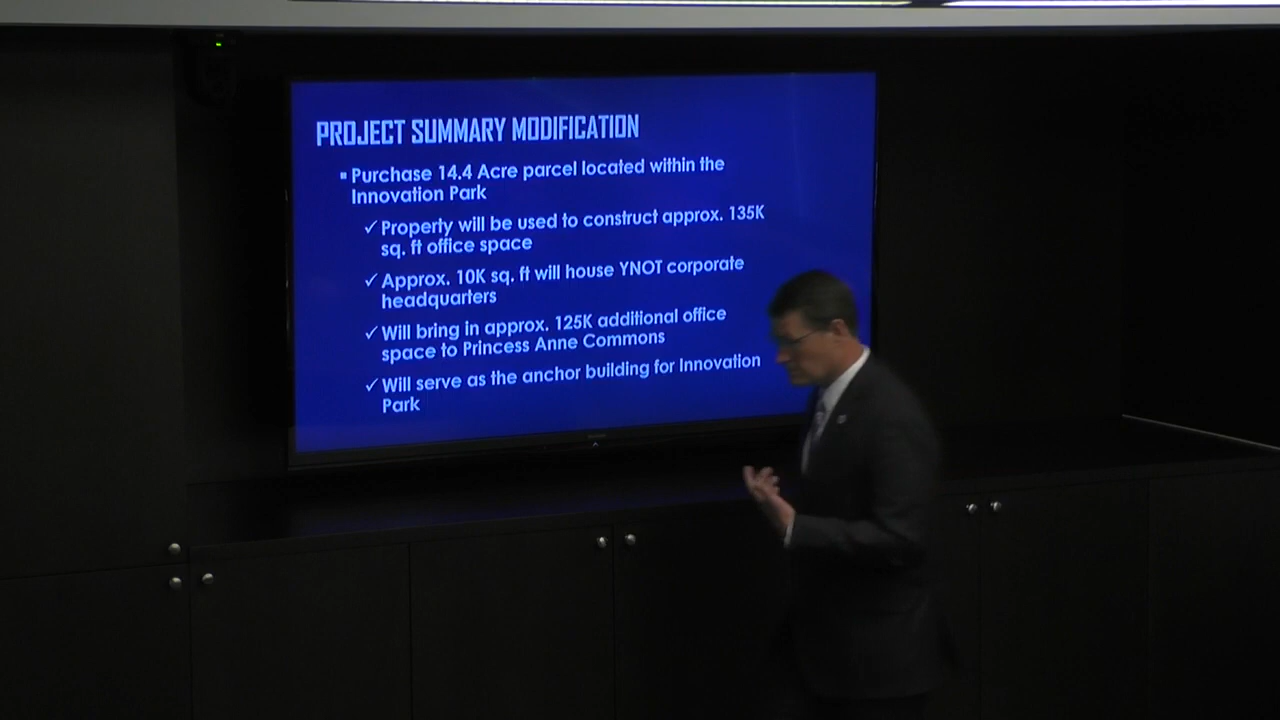 PROJECT SUMMARY MODIFICATION
▪ Purchase 14.4 Acre parcel located within the
Innovation Park
✓ Property will be used to construct approx. 135K
sq. ft office space
✓ Approx. 10K sq. ft will house YNOT corporate
headquarters
✓ Will bring in approx. 125K additional office
space to Princess Anne Commons
✓ Will serve as the anchor building for Innovation
Park